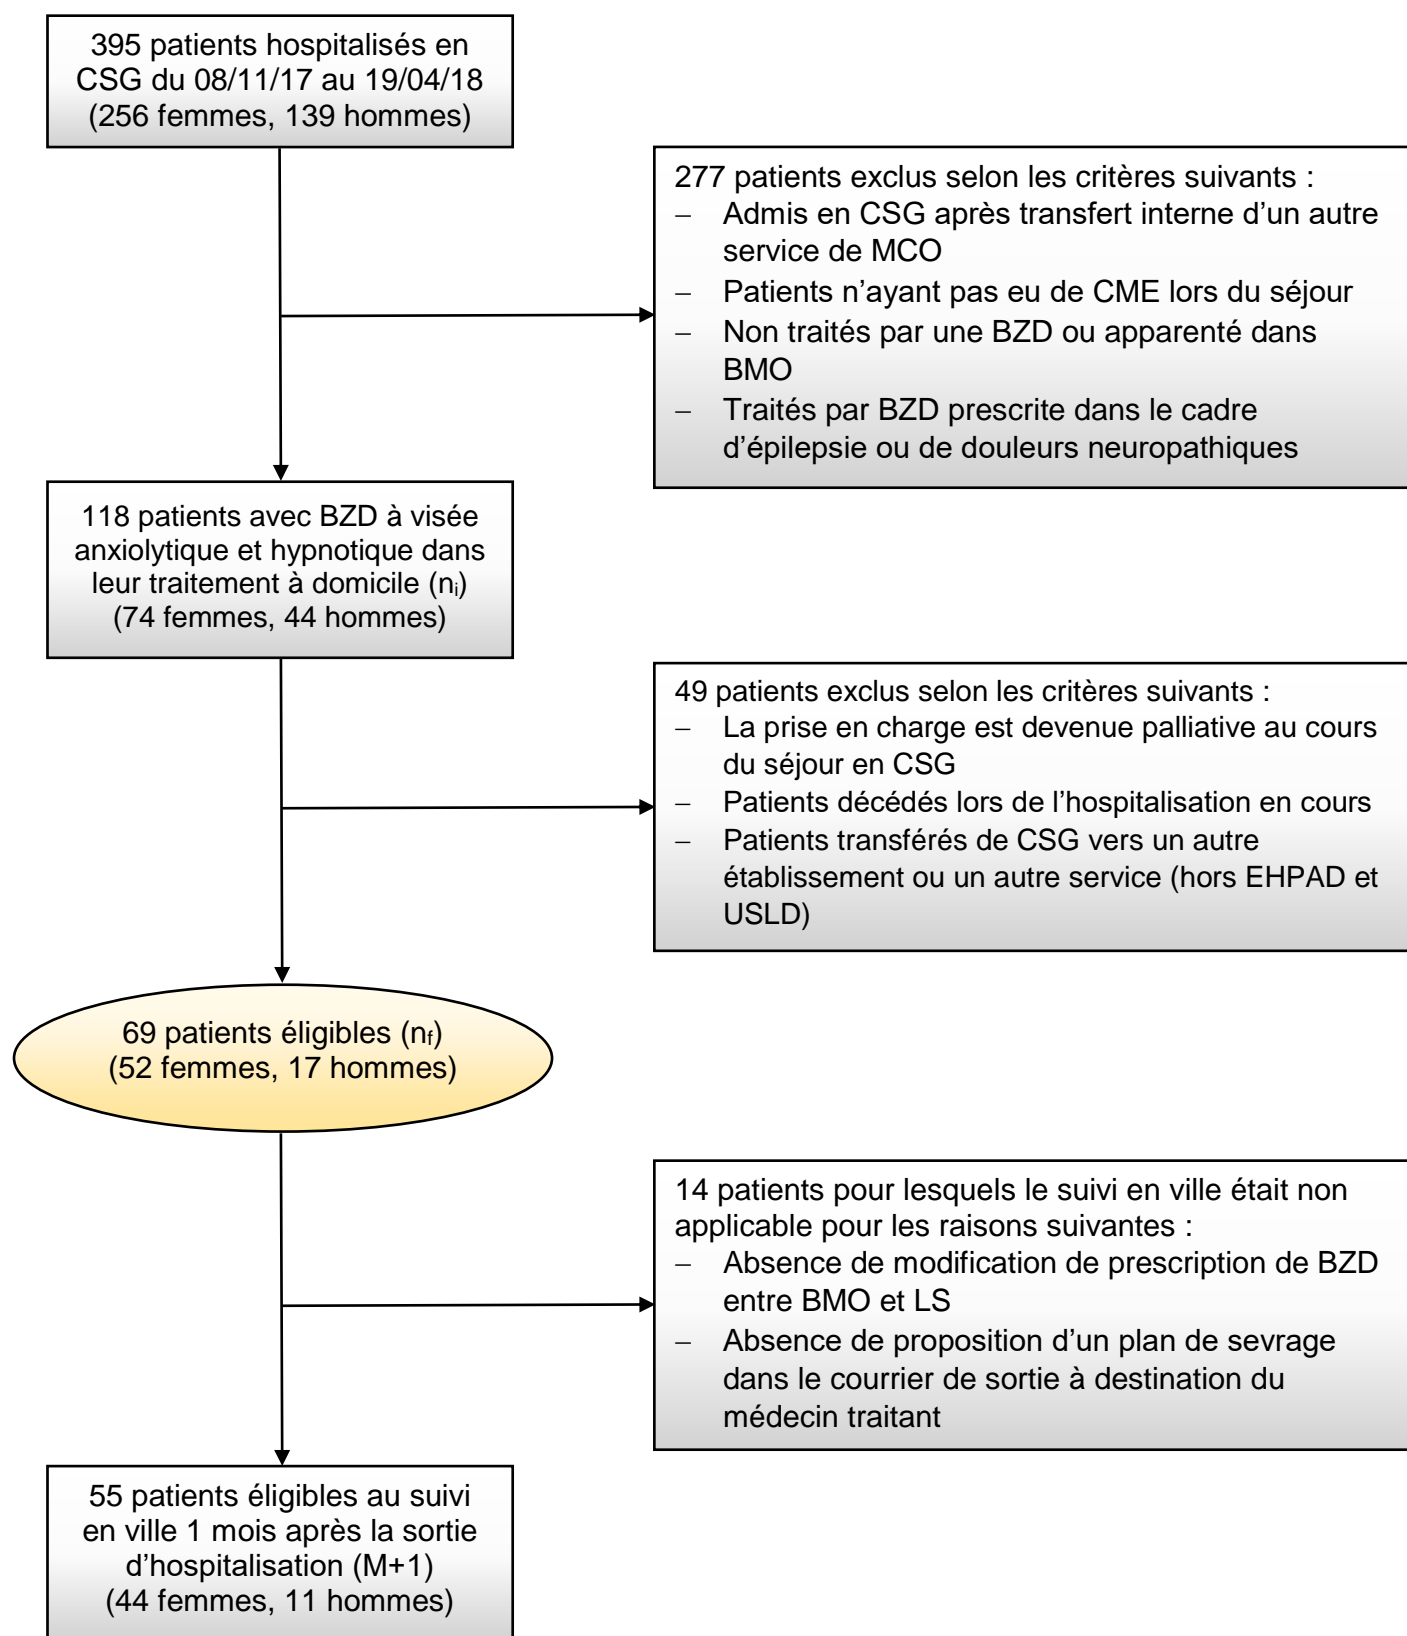 395 patients hospitalisés en
CSG du 08/11/17 au 19/04/18
(256 femmes, 139 hommes)
277 patients exclus selon les critères suivants :
− Admis en CSG après transfert interne d’un autre
service de MCO
− Patients n’ayant pas eu de CME lors du séjour
− Non traités par une BZD ou apparenté dans
BMO
− Traités par BZD prescrite dans le cadre
d’épilepsie ou de douleurs neuropathiques
118 patients avec BZD à visée
anxiolytique et hypnotique dans
leur traitement à domicile (nᵢ)
(74 femmes, 44 hommes)
49 patients exclus selon les critères suivants :
− La prise en charge est devenue palliative au cours
du séjour en CSG
− Patients décédés lors de l’hospitalisation en cours
− Patients transférés de CSG vers un autre
établissement ou un autre service (hors EHPAD et
USLD)
69 patients éligibles (nf)
(52 femmes, 17 hommes)
14 patients pour lesquels le suivi en ville était non
applicable pour les raisons suivantes :
− Absence de modification de prescription de BZD
entre BMO et LS
− Absence de proposition d’un plan de sevrage
dans le courrier de sortie à destination du
médecin traitant
55 patients éligibles au suivi
en ville 1 mois après la sortie
d’hospitalisation (M+1)
(44 femmes, 11 hommes)